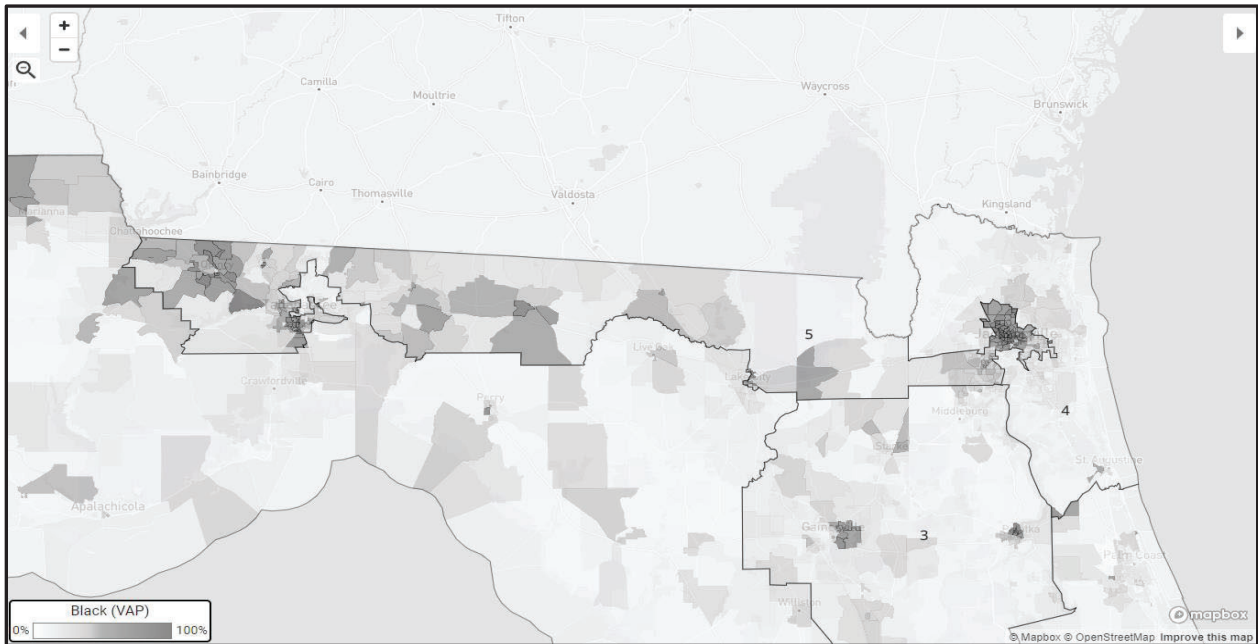 +
−
Tifton
Camilla
Moultrie
Waycross
Brunswick
Bainbridge
Cairo
Thomasville
Valdosta
Kingsland
Marianna
Chattahoochee
5
Live Oak
Lake City
Crawfordville
Perry
Middleburg
4
Starke
St. Augustine
Apalachicola
Gainesville
3
Palatka
Palm Coast
Williston
Black (VAP)
0%
100%
mapbox
© Mapbox © OpenStreetMap Improve this map